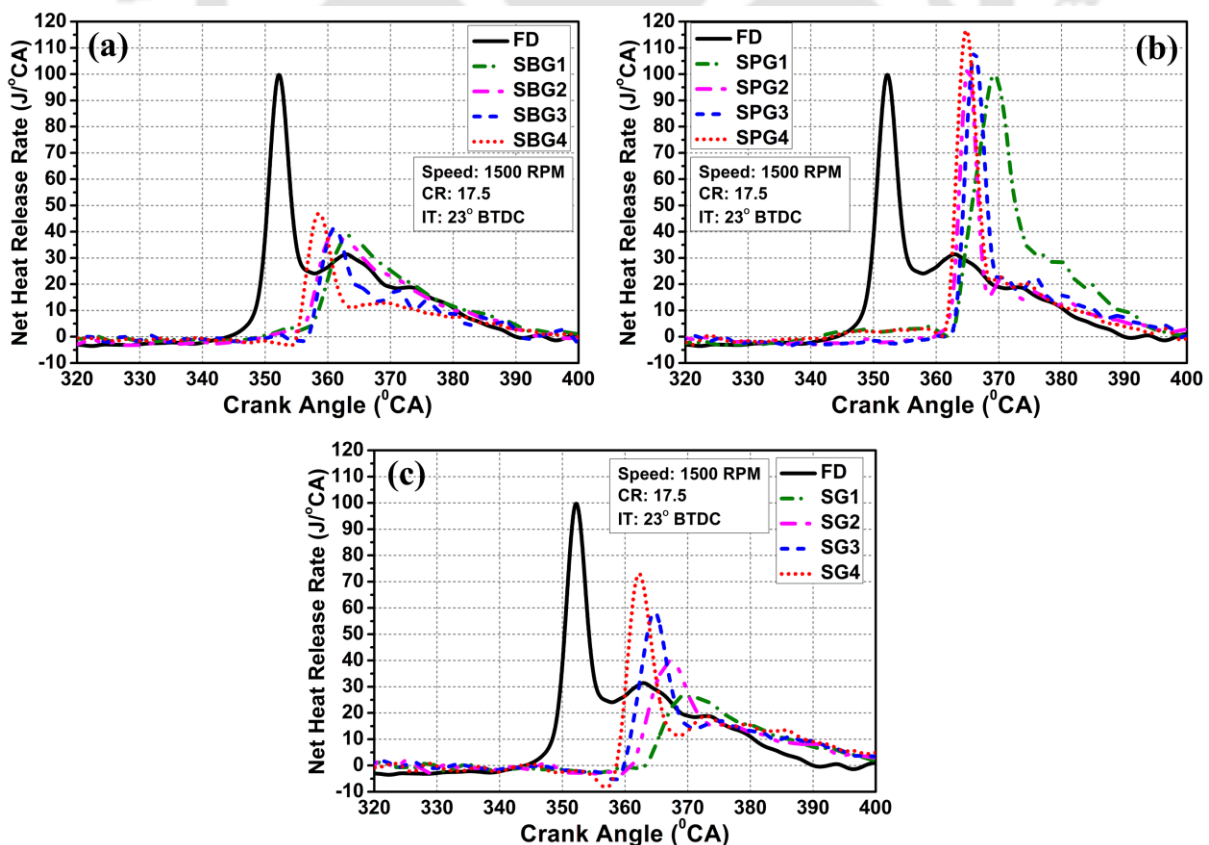 (a)
FD
SBG1
SBG2
SBG3
SBG4
Speed: 1500 RPM
CR: 17.5
IT: 23° BTDC
Net Heat Release Rate (J/°CA)
120
110
100
90
80
70
60
50
40
30
20
10
0
-10
320 330 340 350 360 370 380 390 400
Crank Angle (⁰CA)
(b)
FD
SPG1
SPG2
SPG3
SPG4
Speed: 1500 RPM
CR: 17.5
IT: 23° BTDC
Net Heat Release Rate (J/°CA)
120
110
100
90
80
70
60
50
40
30
20
10
0
-10
320 330 340 350 360 370 380 390 400
Crank Angle (⁰CA)
(c)
Speed: 1500 RPM
CR: 17.5
IT: 23° BTDC
FD
SG1
SG2
SG3
SG4
Net Heat Release Rate (J/°CA)
120
110
100
90
80
70
60
50
40
30
20
10
0
-10
320 330 340 350 360 370 380 390 400
Crank Angle (⁰CA)